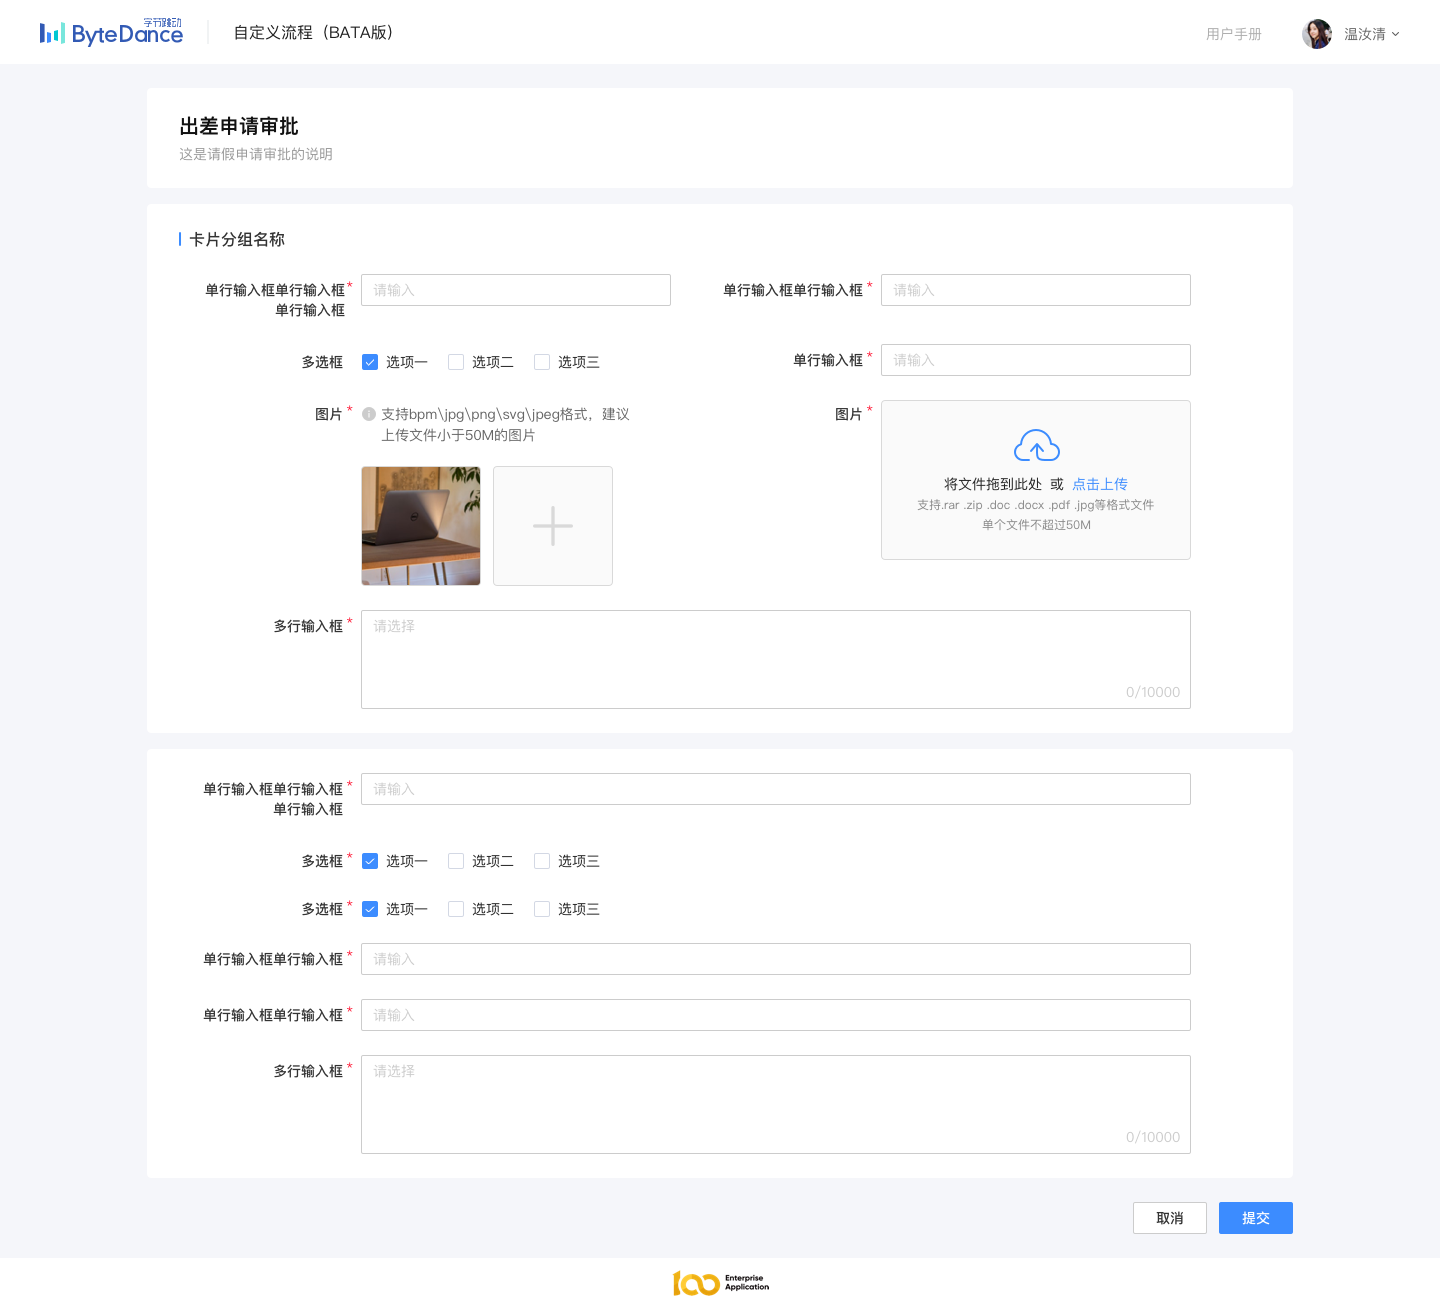 ByteDance
字节跳动
自定义流程（BATA版）
用户手册
温汝清
出差申请审批
这是请假申请审批的说明
卡片分组名称
单行输入框单行输入框*
单行输入框
请输入
单行输入框单行输入框 *
请输入
多选框
选项一
选项二
选项三
单行输入框 *
请输入
图片 *
支持bpm\jpg\png\svg\jpeg格式，建议
上传文件小于50M的图片
图片 *
将文件拖到此处 或 点击上传
支持.rar .zip .doc .docx .pdf .jpg等格式文件
单个文件不超过50M
多行输入框 *
请选择
0/10000
单行输入框单行输入框 *
单行输入框
请输入
多选框 *
选项一
选项二
选项三
多选框 *
选项一
选项二
选项三
单行输入框单行输入框 *
请输入
单行输入框单行输入框 *
请输入
多行输入框 *
请选择
0/10000
取消
提交
100
Enterprise
Application